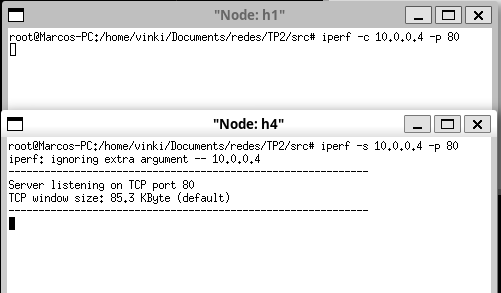 "Node: h1"
root@Marcos-PC:/home/vinki/Documents/redes/TP2/src# iperf -c 10.0.0.4 -p 80
"Node: h4"
root@Marcos-PC:/home/vinki/Documents/redes/TP2/src# iperf -s 10.0.0.4 -p 80
iperf: ignoring extra argument -- 10.0.0.4
------------------------------------------------------------
Server listening on TCP port 80
TCP window size: 85.3 KByte (default)
------------------------------------------------------------